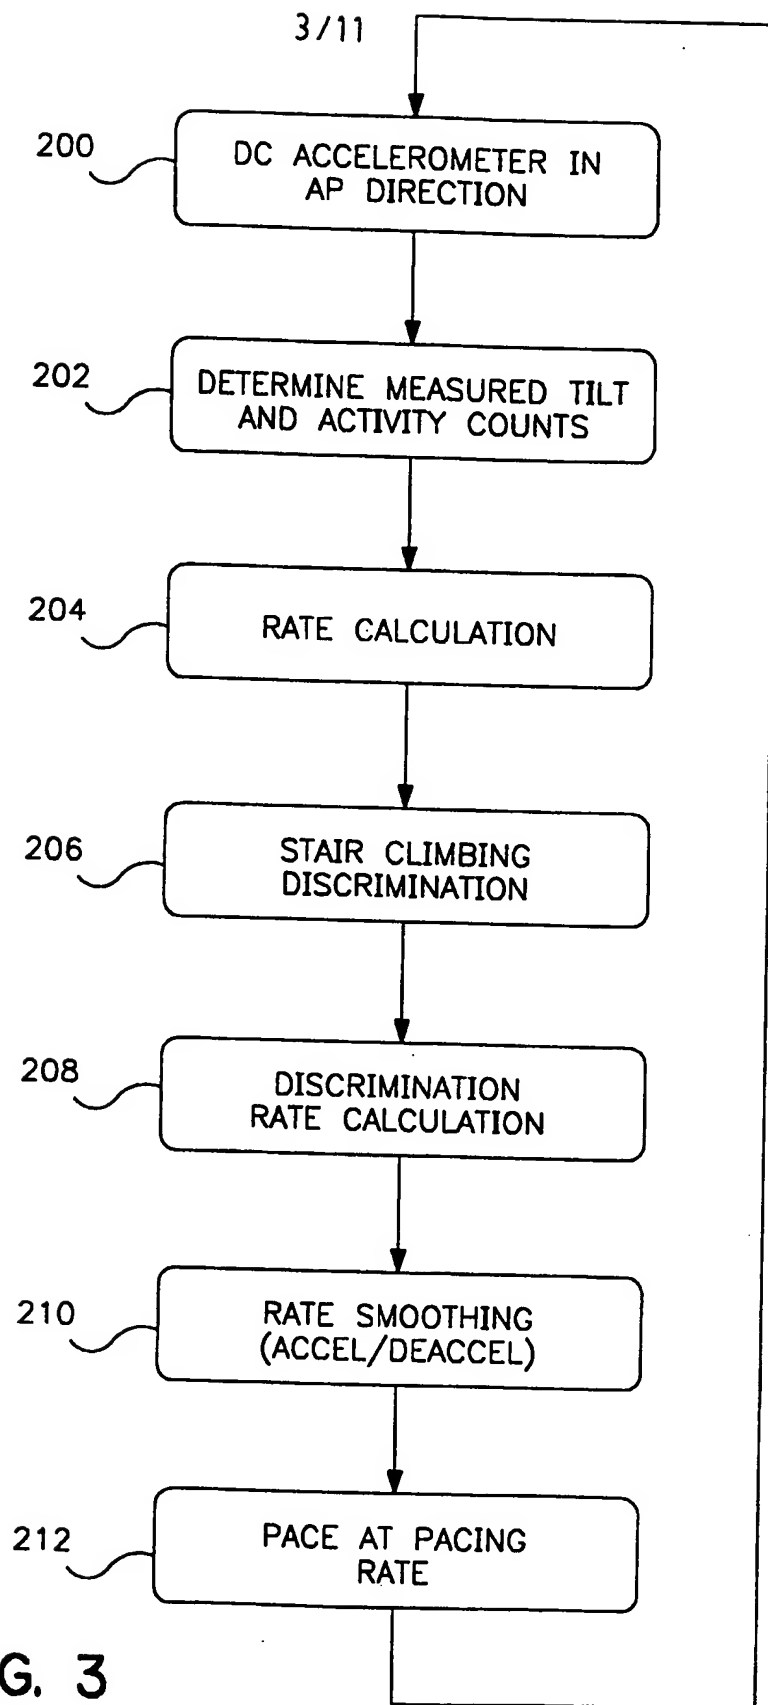 3/11
200
DC ACCELEROMETER IN
AP DIRECTION
202
DETERMINE MEASURED TILT
AND ACTIVITY COUNTS
204
RATE CALCULATION
206
STAIR CLIMBING
DISCRIMINATION
208
DISCRIMINATION
RATE CALCULATION
210
RATE SMOOTHING
(ACCEL/DEACCEL)
212
PACE AT PACING
RATE
G. 3